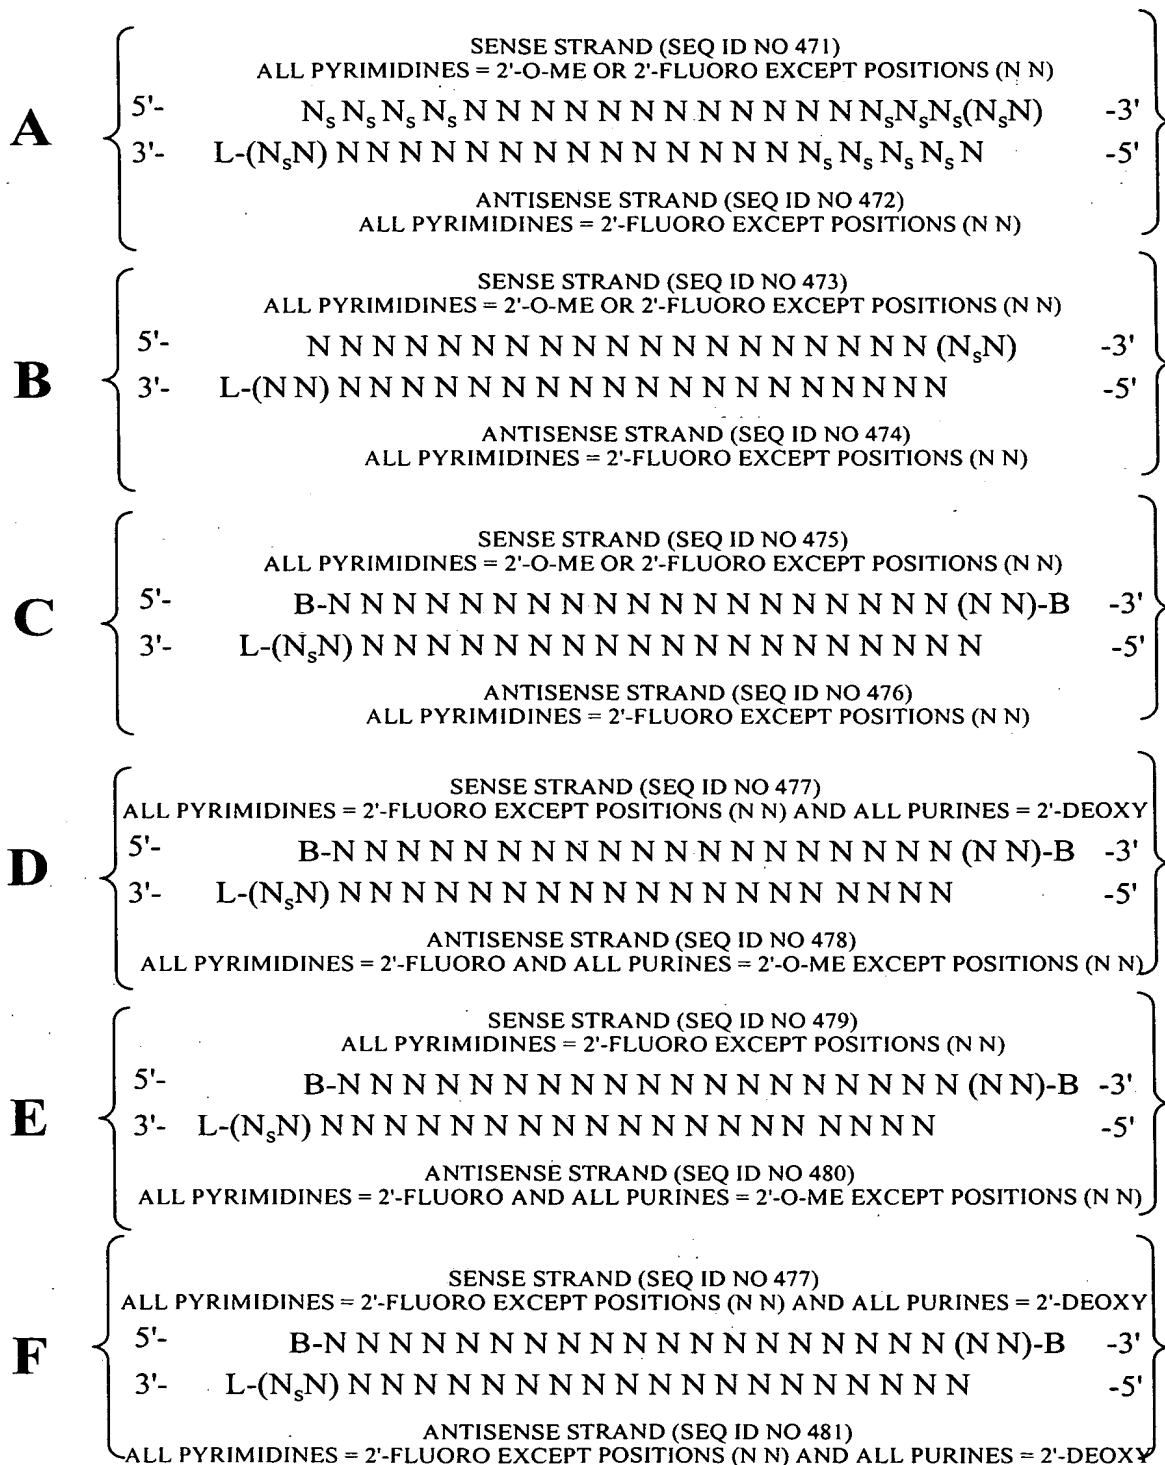 SENSE STRAND (SEQ ID NO 471)
ALL PYRIMIDINES = 2'-O-ME OR 2'-FLUORO EXCEPT POSITIONS (N N)
A
5'- NₛNₛNₛNₛN N N N N N N N N N N N NₛNₛNₛ(NₛN) -3'
3'- L-(NₛN) N N N N N N N N N N N N N N NₛNₛNₛNₛN -5'
ANTISENSE STRAND (SEQ ID NO 472)
ALL PYRIMIDINES = 2'-FLUORO EXCEPT POSITIONS (N N)
SENSE STRAND (SEQ ID NO 473)
ALL PYRIMIDINES = 2'-O-ME OR 2'-FLUORO EXCEPT POSITIONS (N N)
B
5'- N N N N N N N N N N N N N N N N N N N (NₛN) -3'
3'- L-(N N) N N N N N N N N N N N N N N N N N N N -5'
ANTISENSE STRAND (SEQ ID NO 474)
ALL PYRIMIDINES = 2'-FLUORO EXCEPT POSITIONS (N N)
SENSE STRAND (SEQ ID NO 475)
ALL PYRIMIDINES = 2'-O-ME OR 2'-FLUORO EXCEPT POSITIONS (N N)
C
5'- B-N N N N N N N N N N N N N N N N N N N (N N)-B -3'
3'- L-(NₛN) N N N N N N N N N N N N N N N N N N N -5'
ANTISENSE STRAND (SEQ ID NO 476)
ALL PYRIMIDINES = 2'-FLUORO EXCEPT POSITIONS (N N)
SENSE STRAND (SEQ ID NO 477)
ALL PYRIMIDINES = 2'-FLUORO EXCEPT POSITIONS (N N) AND ALL PURINES = 2'-DEOXY
D
5'- B-N N N N N N N N N N N N N N N N N N N (N N)-B -3'
3'- L-(NₛN) N N N N N N N N N N N N N N N N N N N -5'
ANTISENSE STRAND (SEQ ID NO 478)
ALL PYRIMIDINES = 2'-FLUORO AND ALL PURINES = 2'-O-ME EXCEPT POSITIONS (N N)
SENSE STRAND (SEQ ID NO 479)
ALL PYRIMIDINES = 2'-FLUORO EXCEPT POSITIONS (N N)
E
5'- B-N N N N N N N N N N N N N N N N N N N (N N)-B -3'
3'- L-(NₛN) N N N N N N N N N N N N N N N N N N N -5'
ANTISENSE STRAND (SEQ ID NO 480)
ALL PYRIMIDINES = 2'-FLUORO AND ALL PURINES = 2'-O-ME EXCEPT POSITIONS (N N)
SENSE STRAND (SEQ ID NO 477)
ALL PYRIMIDINES = 2'-FLUORO EXCEPT POSITIONS (N N) AND ALL PURINES = 2'-DEOXY
F
5'- B-N N N N N N N N N N N N N N N N N N N (N N)-B -3'
3'- L-(NₛN) N N N N N N N N N N N N N N N N N N N -5'
ANTISENSE STRAND (SEQ ID NO 481)
ALL PYRIMIDINES = 2'-FLUORO EXCEPT POSITIONS (N N) AND ALL PURINES = 2'-DEOXY